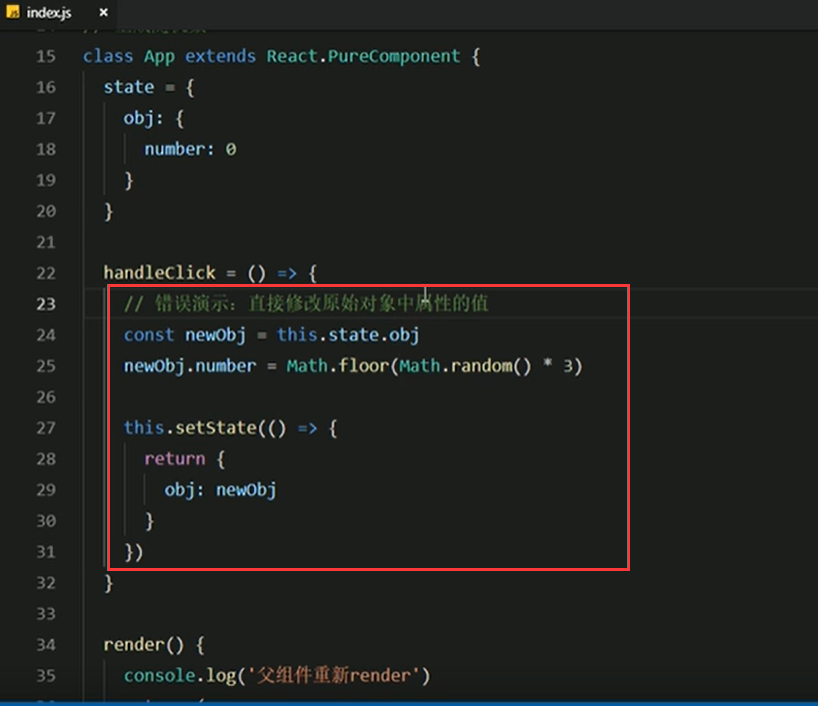 index.js ×
15 class App extends React.PureComponent {
16 state = {
17 obj: {
18 number: 0
19 }
20 }
21
22 handleClick = () => {
23 // 错误演示：直接修改原始对象中属性的值
24 const newObj = this.state.obj
25 newObj.number = Math.floor(Math.random() * 3)
26
27 this.setState(() => {
28 return {
29 obj: newObj
30 }
31 })
32 }
33
34 render() {
35 console.log('父组件重新render')